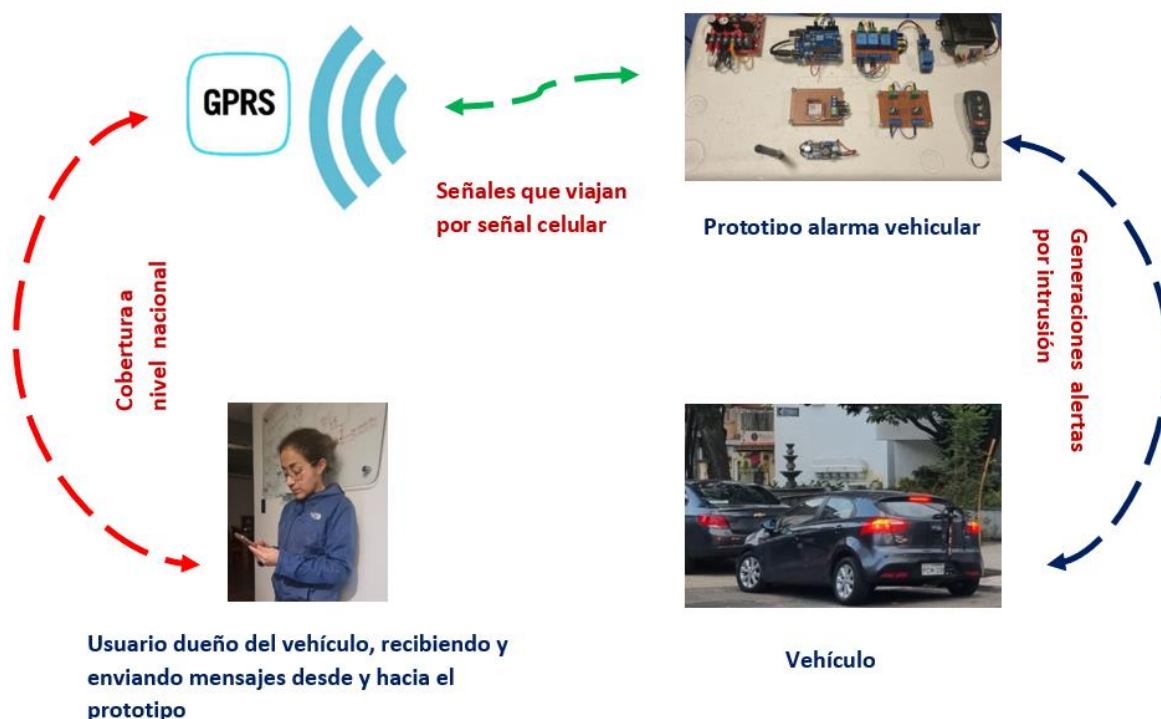 GPRS
Señales que viajan
por señal celular
Prototipo alarma vehicular
Cobertura a
nivel nacional
Generaciones alertas
por intrusión
Usuario dueño del vehículo, recibiendo y
enviando mensajes desde y hacia el
prototipo
Vehículo